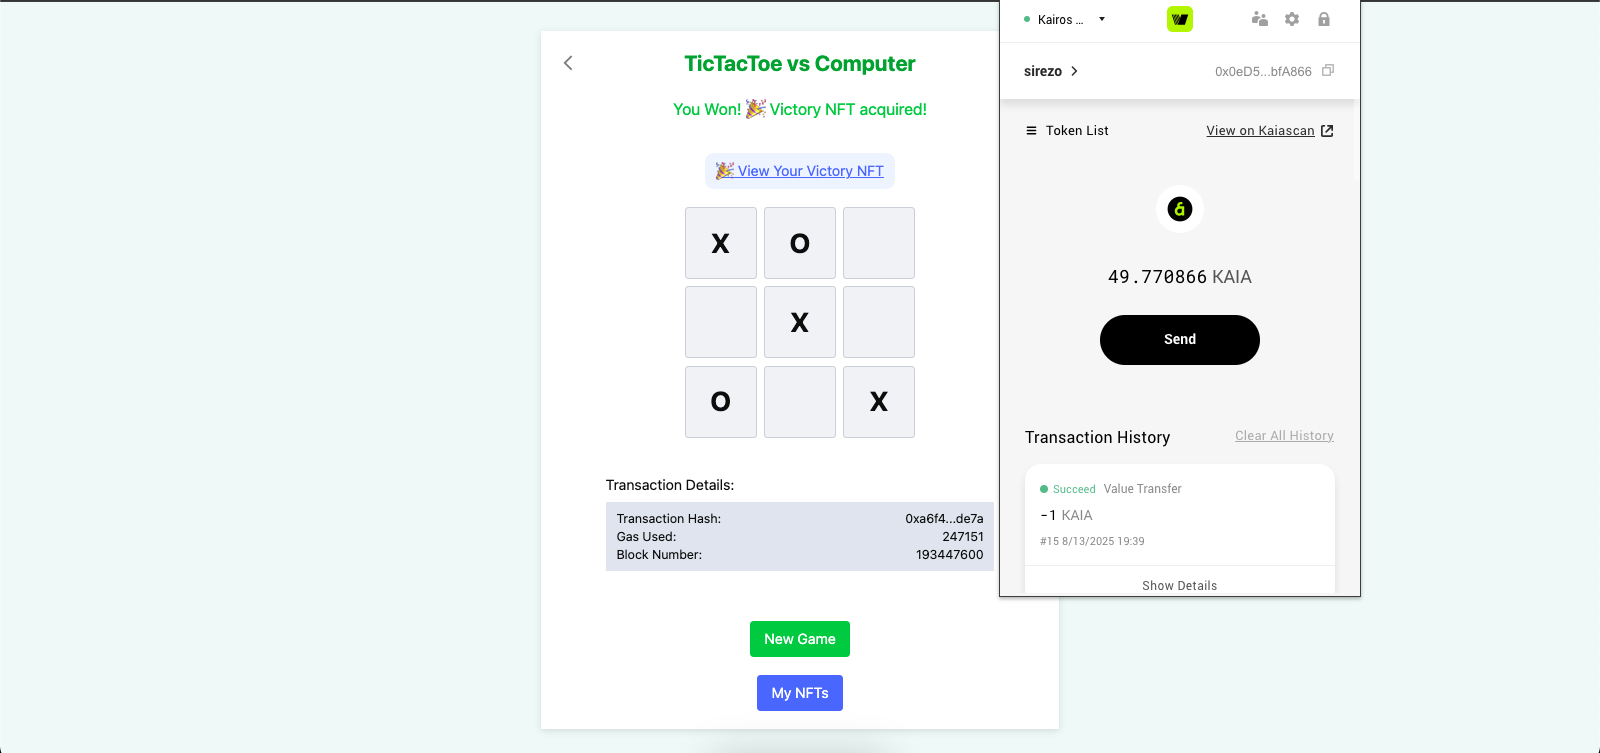 TicTacToe vs Computer
You Won! 🎉 Victory NFT acquired!
🎉 View Your Victory NFT
X O
X
O X
Transaction Details:
Transaction Hash: 0xa6f4...de7a
Gas Used: 247151
Block Number: 193447600
New Game
My NFTs
Kairos ...
sirezo 0x0eD5...bfA866
Token List View on Kaiascan
49.770866 KAIA
Send
Transaction History Clear All History
Succeed Value Transfer
-1 KAIA
#15 8/13/2025 19:39
Show Details